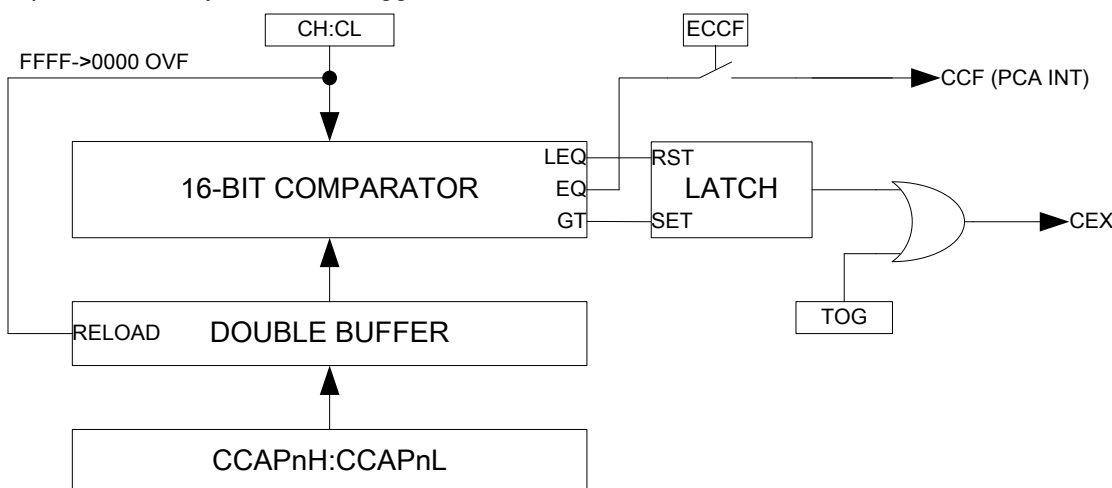 CH:CL
ECCF
FFFF->0000 OVF
CCF (PCA INT)
LEQ
RST
16-BIT COMPARATOR
EQ
LATCH
GT
SET
CEX
TOG
RELOAD
DOUBLE BUFFER
CCAPnH:CCAPnL